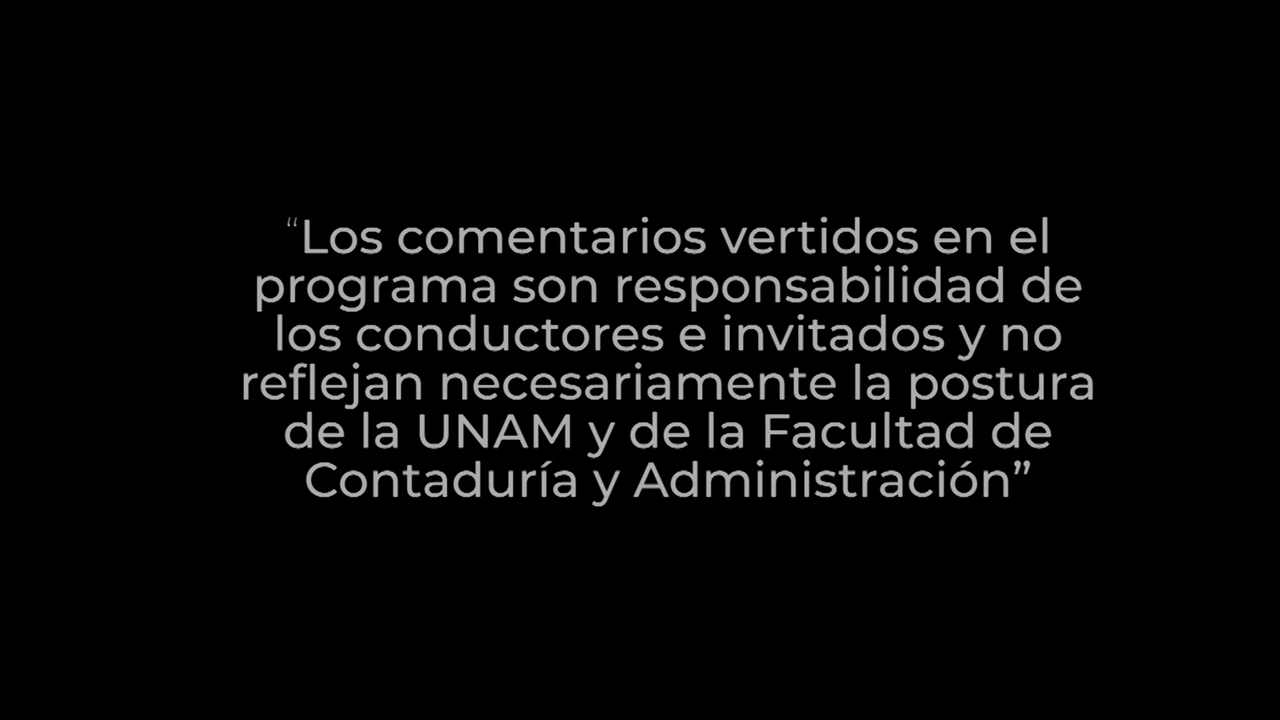 “Los comentarios vertidos en el
programa son responsabilidad de
los conductores e invitados y no
reflejan necesariamente la postura
de la UNAM y de la Facultad de
Contaduría y Administración”